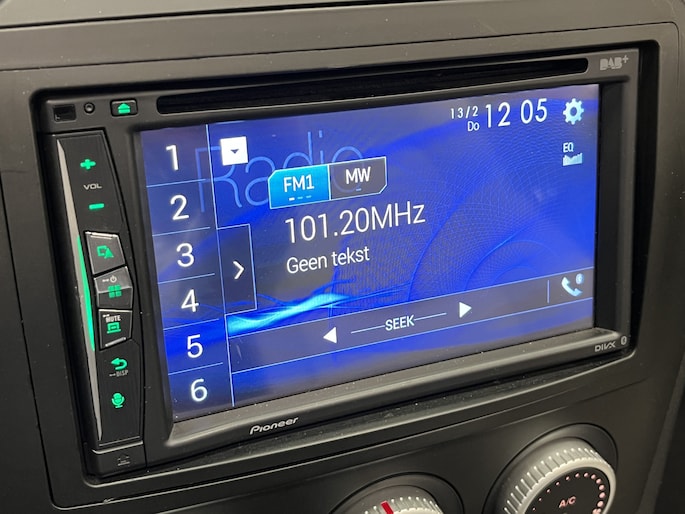 DAB+
VOL
MUTE
DISP
1
2
3
4
5
6
Radio
13/2
Do
12 05
EQ
FM1
MW
101.20MHz
Geen tekst
SEEK
DIVX
Pioneer
A/C